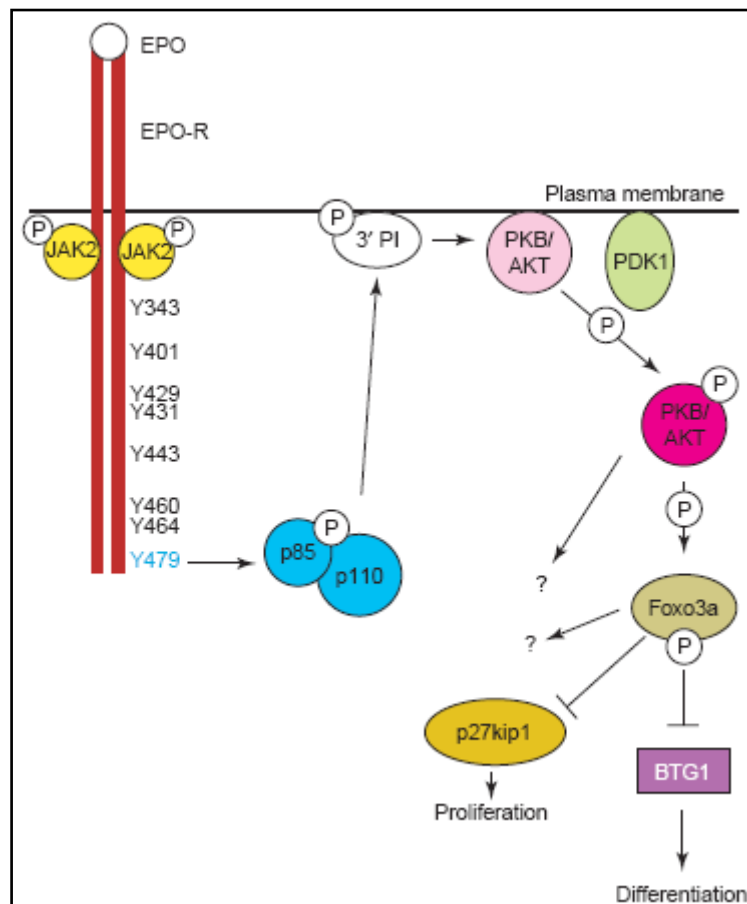 EPO
EPO-R
Plasma membrane
P
JAK2
JAK2
P
P
3′ PI
PKB/
AKT
PDK1
P
Y343
Y401
Y429
Y431
Y443
Y460
Y464
Y479
P
PKB/
AKT
P
p85
P
p110
?
Foxo3a
P
?
p27kip1
Proliferation
BTG1
Differentiation